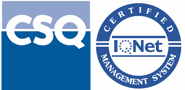 CSQ
CERTIFIED
IQNet
MANAGEMENT SYSTEM